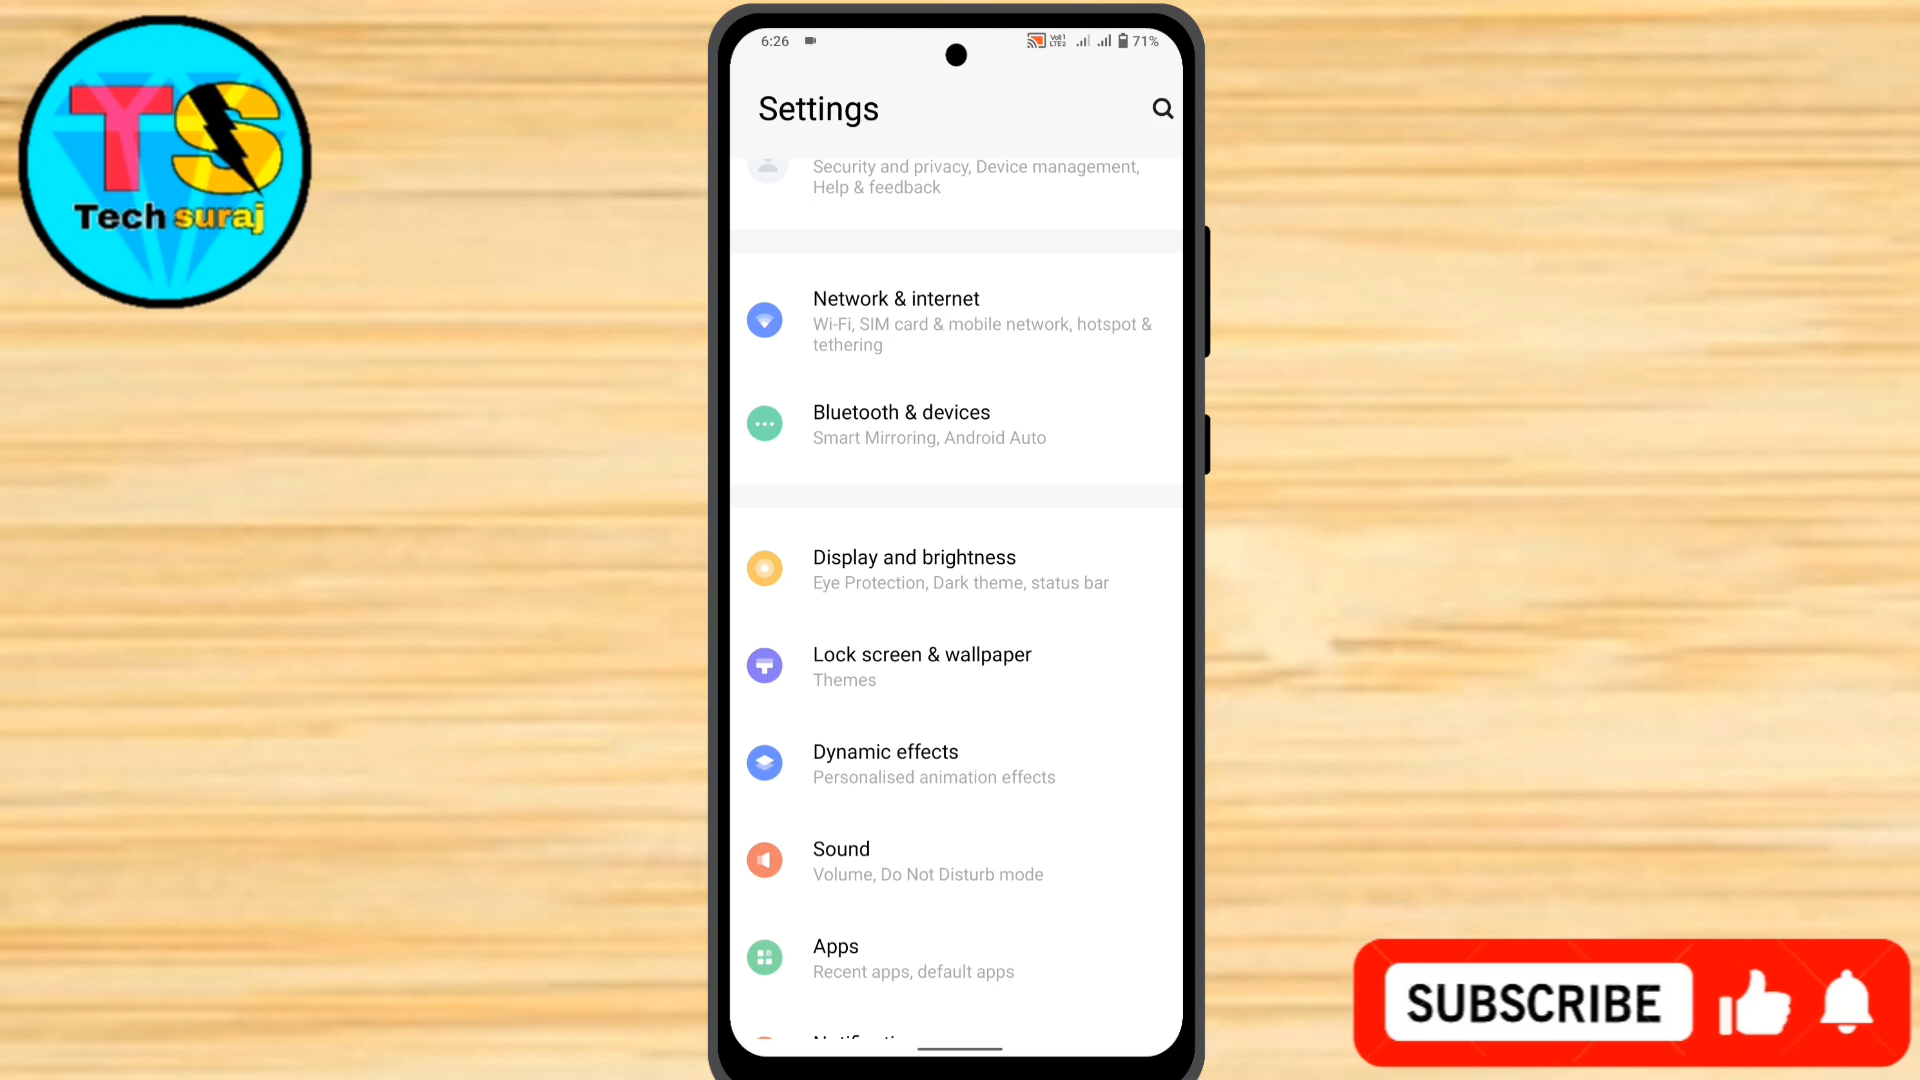 TS
Tech suraj
6:26
Vo)) 1
LTE2
71%
Settings
Security and privacy, Device management,
Help & feedback
Network & internet
Wi-Fi, SIM card & mobile network, hotspot &
tethering
Bluetooth & devices
Smart Mirroring, Android Auto
Display and brightness
Eye Protection, Dark theme, status bar
Lock screen & wallpaper
Themes
Dynamic effects
Personalised animation effects
Sound
Volume, Do Not Disturb mode
Apps
Recent apps, default apps
SUBSCRIBE